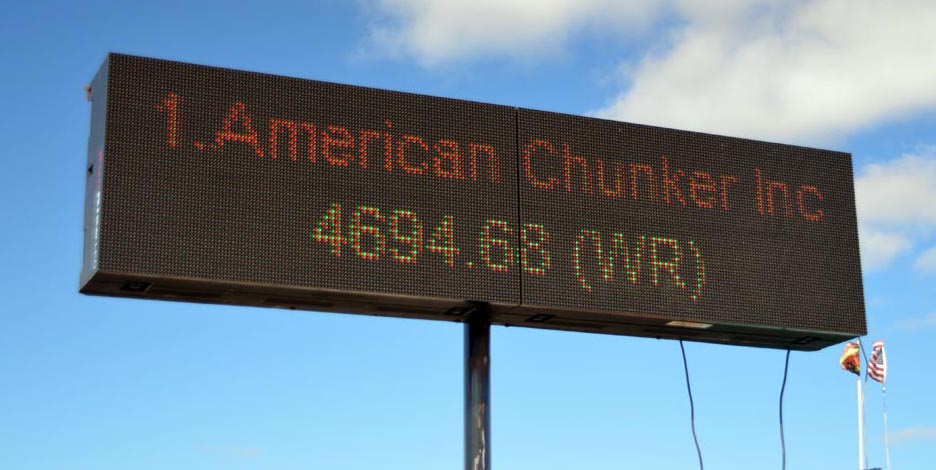 1.American Chunker Inc
4694.68 (WR)